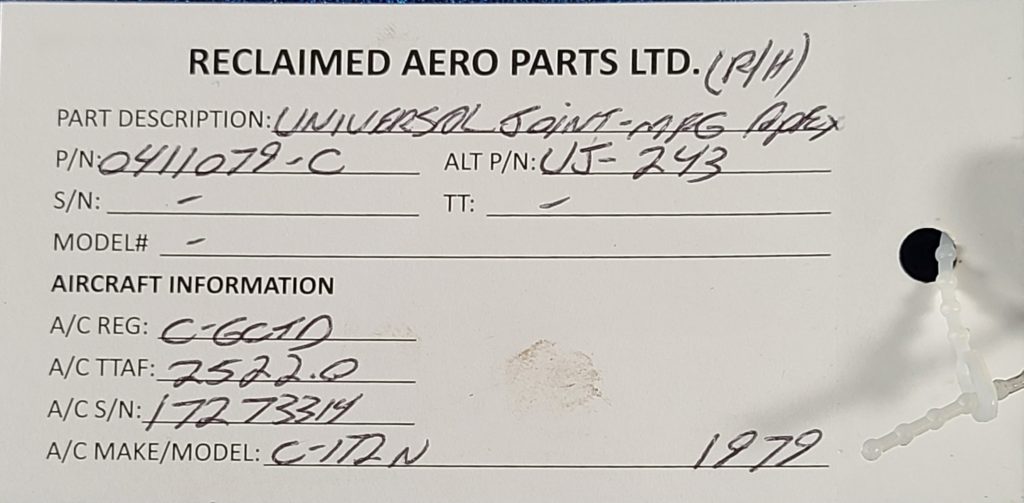 RECLAIMED AERO PARTS LTD. (R/H)
PART DESCRIPTION: UNIVERSAL JOINT-MFG APEX
P/N: 0411079-C ALT P/N: UJ-243
S/N: - TT: -
MODEL# -
AIRCRAFT INFORMATION
A/C REG: C-GCTD
A/C TTAF: 2522.0
A/C S/N: 17273314
A/C MAKE/MODEL: C-172N 1979